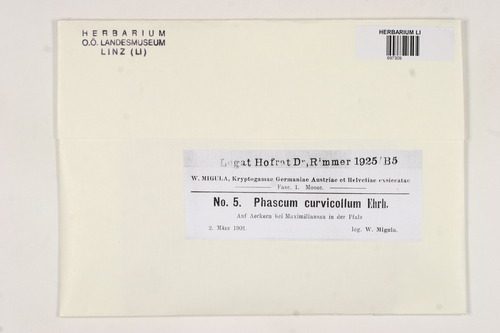 HERBARIUM
O.Ö. LANDESMUSEUM
LINZ (LI)
HERBARIUM LI
Legat Hofrat Dr. Rimmer 1925/B5
W. MIGULA, Kryptogamae Germaniae Austriae et Helvetiae exsiccatae
Fasc. 1. Moose.
No. 5. Phascum curvicollum Ehrh.
Auf Aeckern bei Maximiliansau in der Pfalz
2. März 1901. leg. W. Migula.